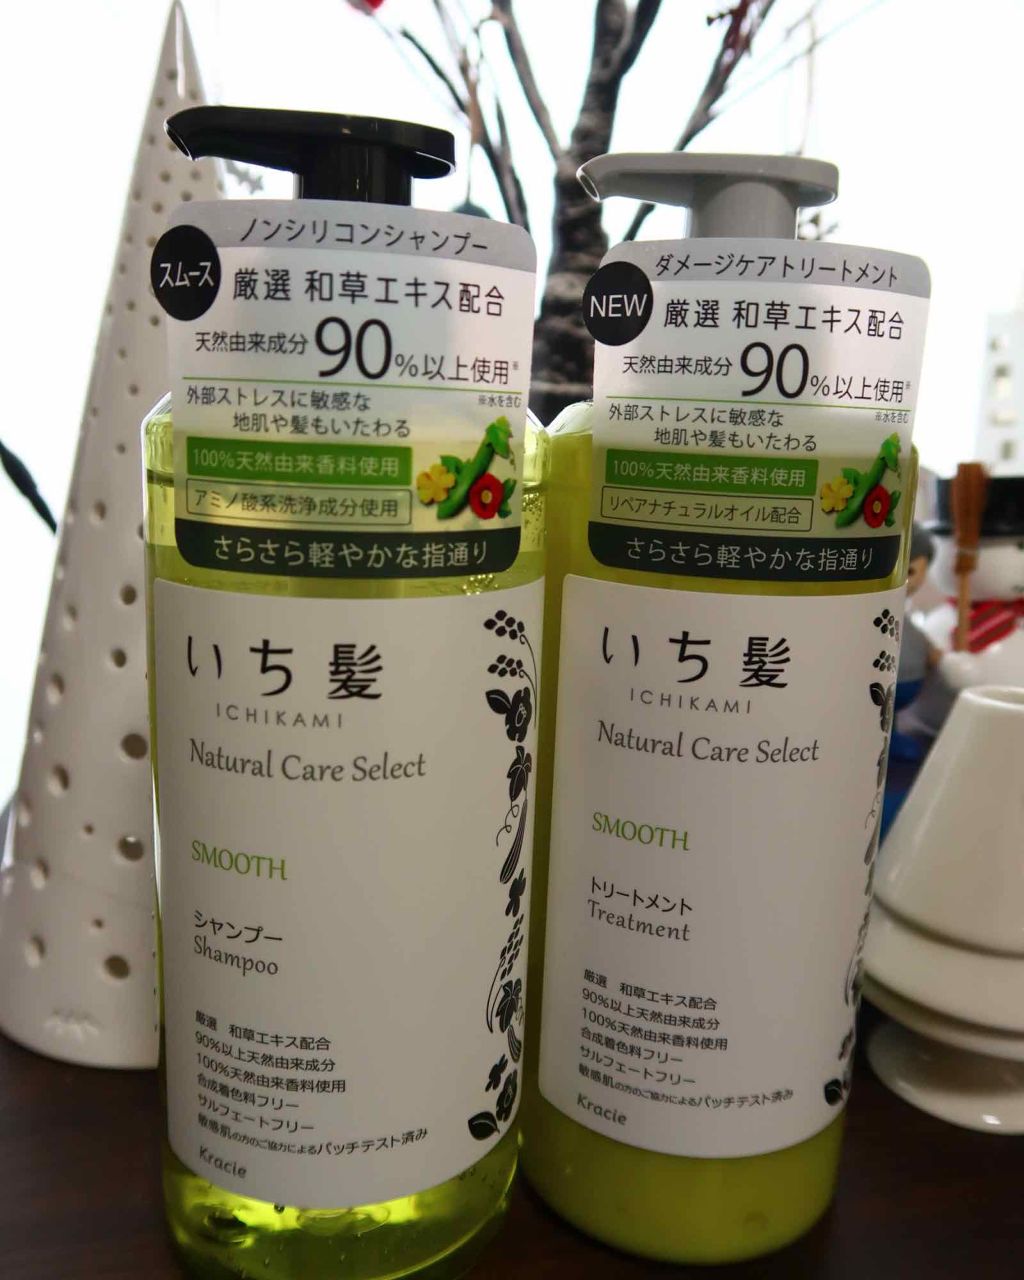 ノンシリコンシャンプー
スムース
厳選 和草エキス配合
天然由来成分90%以上使用※
※水を含む
外部ストレスに敏感な
地肌や髪もいたわる
100%天然由来香料使用
アミノ酸系洗浄成分使用
さらさら軽やかな指通り
いち髪
ICHIKAMI
Natural Care Select
SMOOTH
シャンプー
Shampoo
厳選 和草エキス配合
90%以上天然由来成分
100%天然由来香料使用
合成着色料フリー
サルフェートフリー
敏感肌の方のご協力によるパッチテスト済み
Kracie
ダメージケアトリートメント
NEW
厳選 和草エキス配合
天然由来成分90%以上使用※
※水を含む
外部ストレスに敏感な
地肌や髪もいたわる
100%天然由来香料使用
リペアナチュラルオイル配合
さらさら軽やかな指通り
いち髪
ICHIKAMI
Natural Care Select
SMOOTH
トリートメント
Treatment
厳選 和草エキス配合
90%以上天然由来成分
100%天然由来香料使用
合成着色料フリー
サルフェートフリー
敏感肌の方のご協力によるパッチテスト済み
Kracie